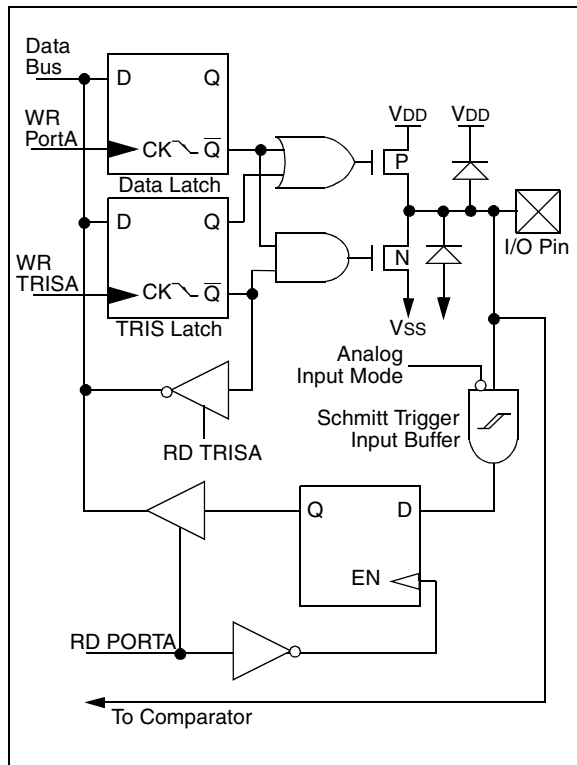 Data
Bus
D
Q
WR
PortA
CK
Q
Data Latch
VDD
VDD
P
D
Q
WR
TRISA
CK
Q
TRIS Latch
N
I/O Pin
VSS
Analog
Input Mode
Schmitt Trigger
Input Buffer
RD TRISA
Q
D
EN
RD PORTA
To Comparator